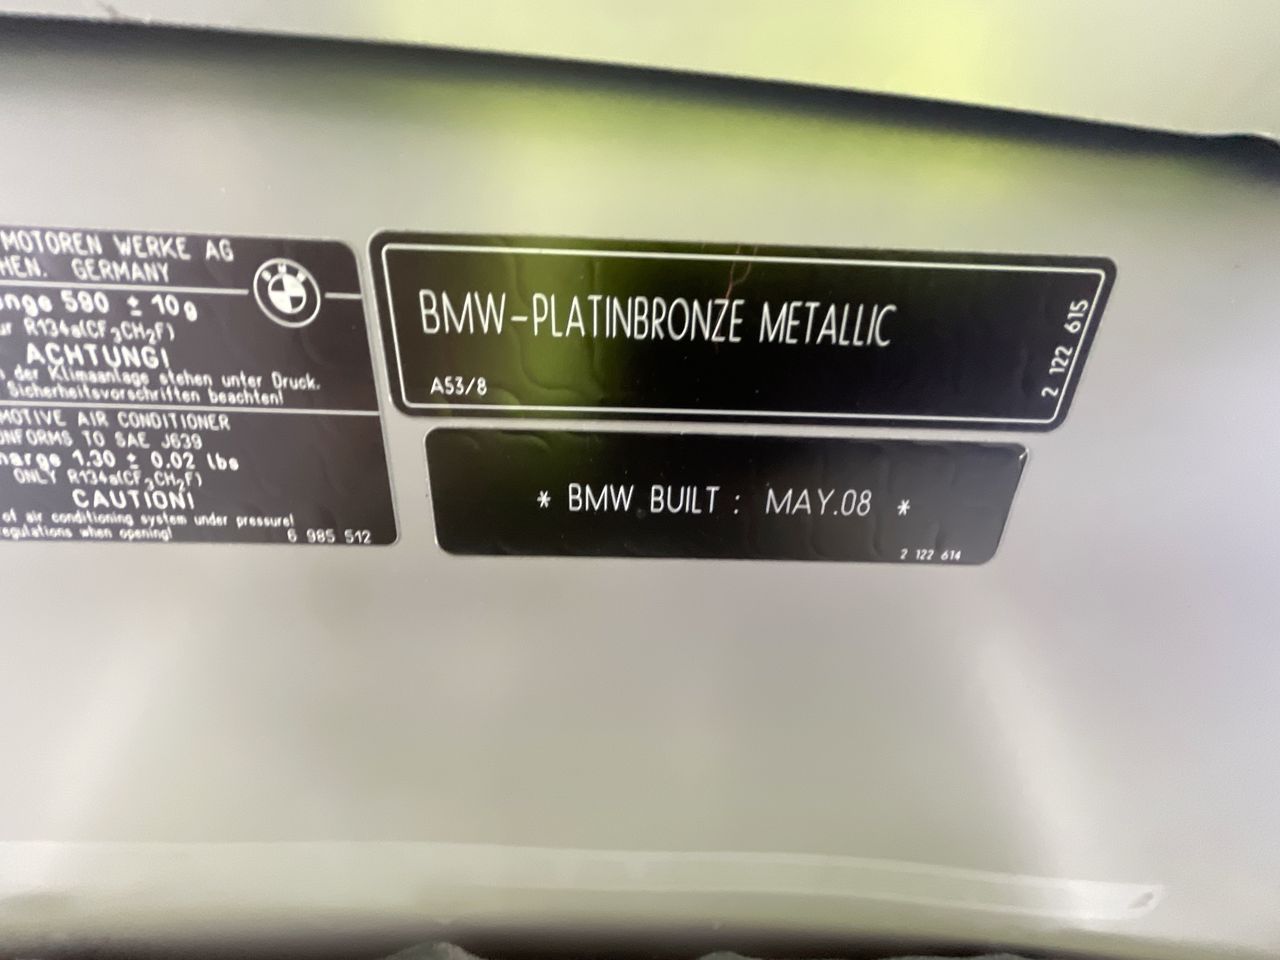 MOTOREN WERKE AG
HEN. GERMANY
nge 590 ± 10g
R134a(CF3CH2F)
ACHTUNG!
der Klimaanlage stehen unter Druck.
Sicherheitsvorschriften beachten!
MOTIVE AIR CONDITIONER
ONFORMS TO SAE J639
harge 1.30 ± 0.02 lbs
ONLY R134a(CF3CH2F)
CAUTION!
of air conditioning system under pressure!
egulations when opening!
6 985 512
BMW-PLATINBRONZE METALLIC
A53/8
2 122 615
* BMW BUILT : MAY.08 *
2 122 614